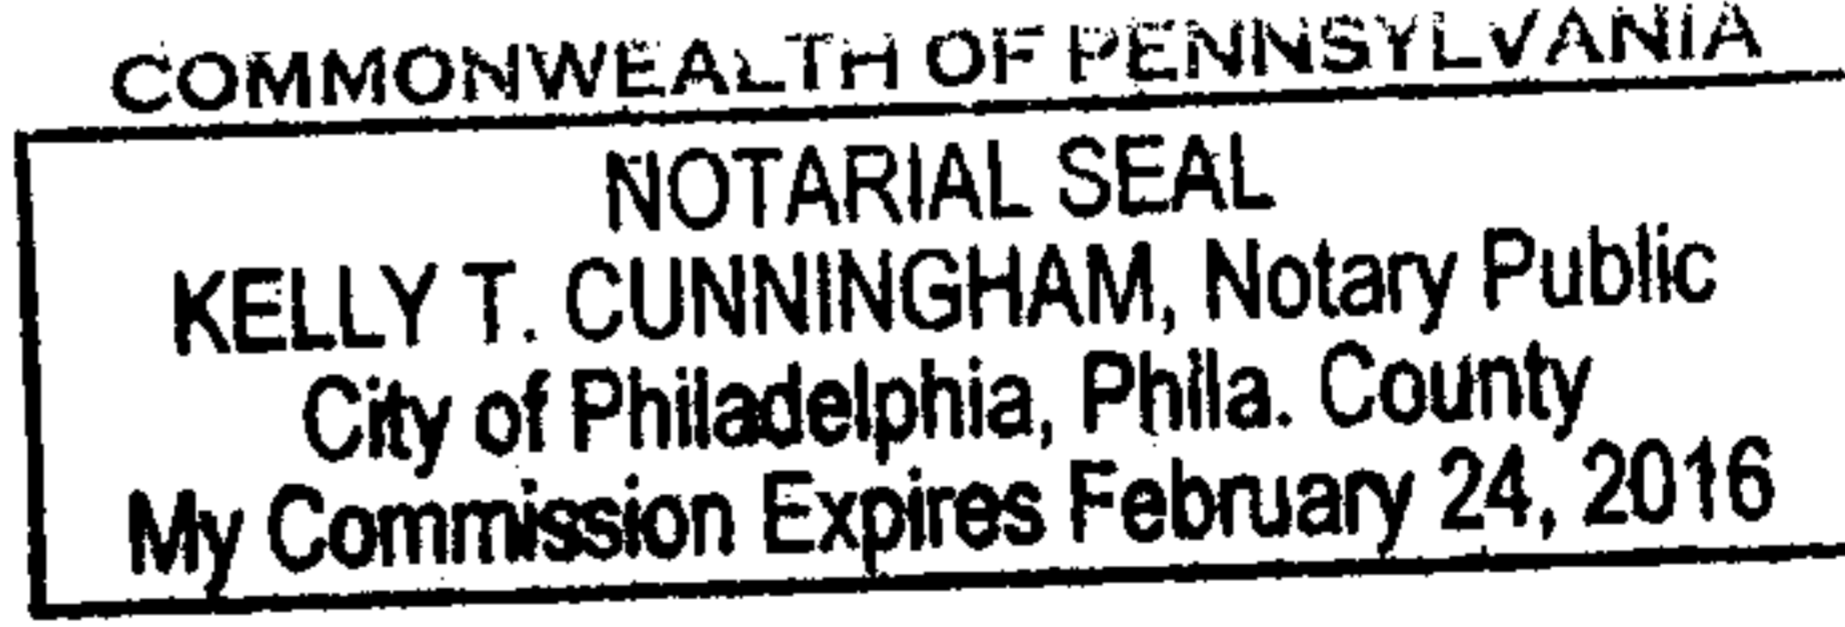 COMMONWEALTH OF PENNSYLVANIA
NOTARIAL SEAL
KELLY T. CUNNINGHAM, Notary Public
City of Philadelphia, Phila. County
My Commission Expires February 24, 2016